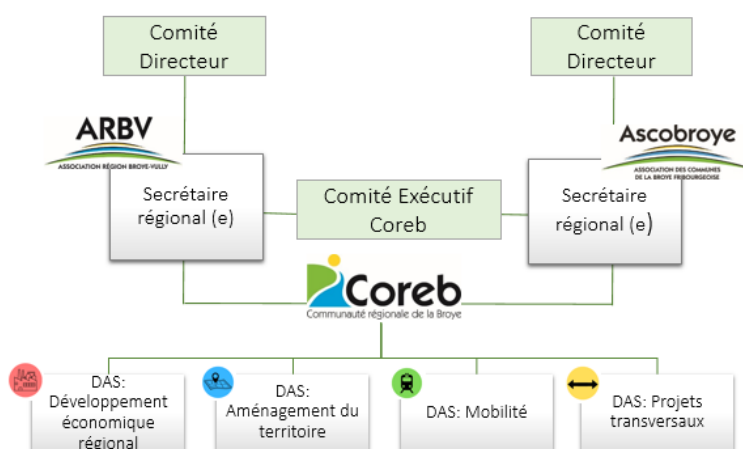 Comité
Directeur
Comité
Directeur
ARBV
ASSOCIATION RÉGION BROYE-VULLY
Ascobroye
ASSOCIATION DES COMMUNES
DE LA BROYE FRIBOURGEOISE
Secrétaire
régional (e)
Comité Exécutif
Coreb
Secrétaire
régional (e)
Coreb
Communauté régionale de la Broye
DAS:
Développement
économique
régional
DAS:
Aménagement du
territoire
DAS: Mobilité
DAS: Projets
transversaux